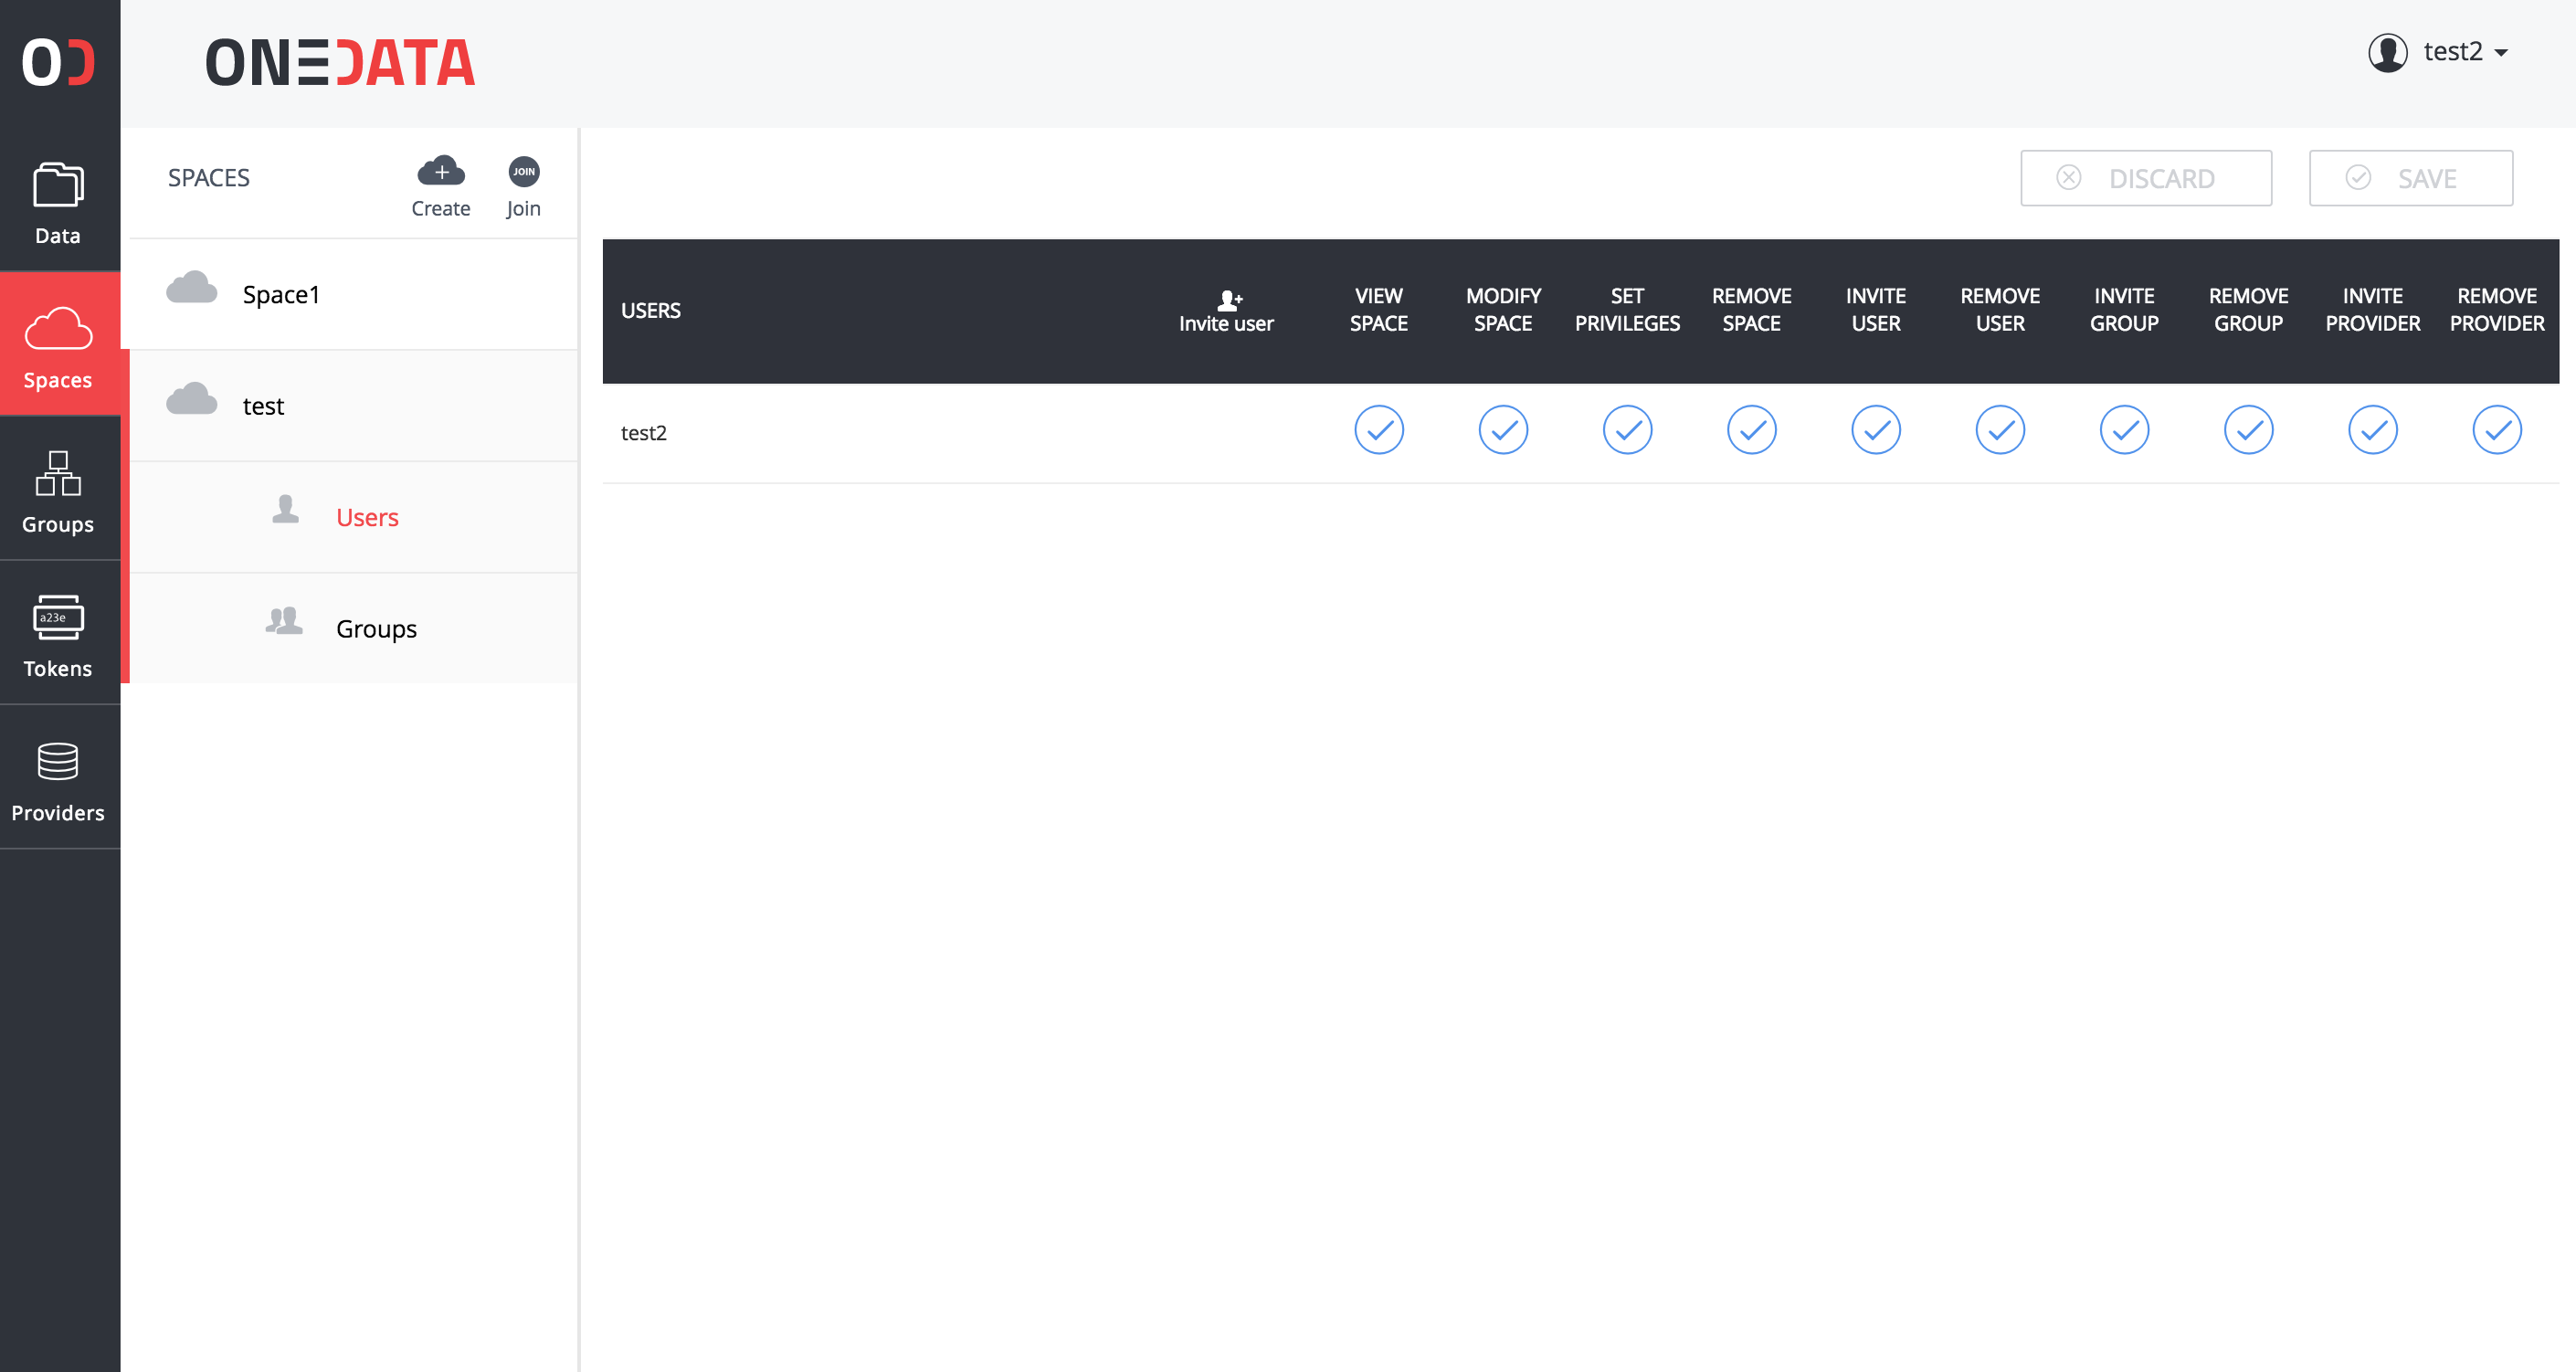 ONEDATA
test2
Data
Spaces
Groups
a23e
Tokens
Providers
SPACES
Create
JOIN
Join
Space1
test
Users
Groups
DISCARD
SAVE
USERS
Invite user
VIEW SPACE
MODIFY SPACE
SET PRIVILEGES
REMOVE SPACE
INVITE USER
REMOVE USER
INVITE GROUP
REMOVE GROUP
INVITE PROVIDER
REMOVE PROVIDER
test2